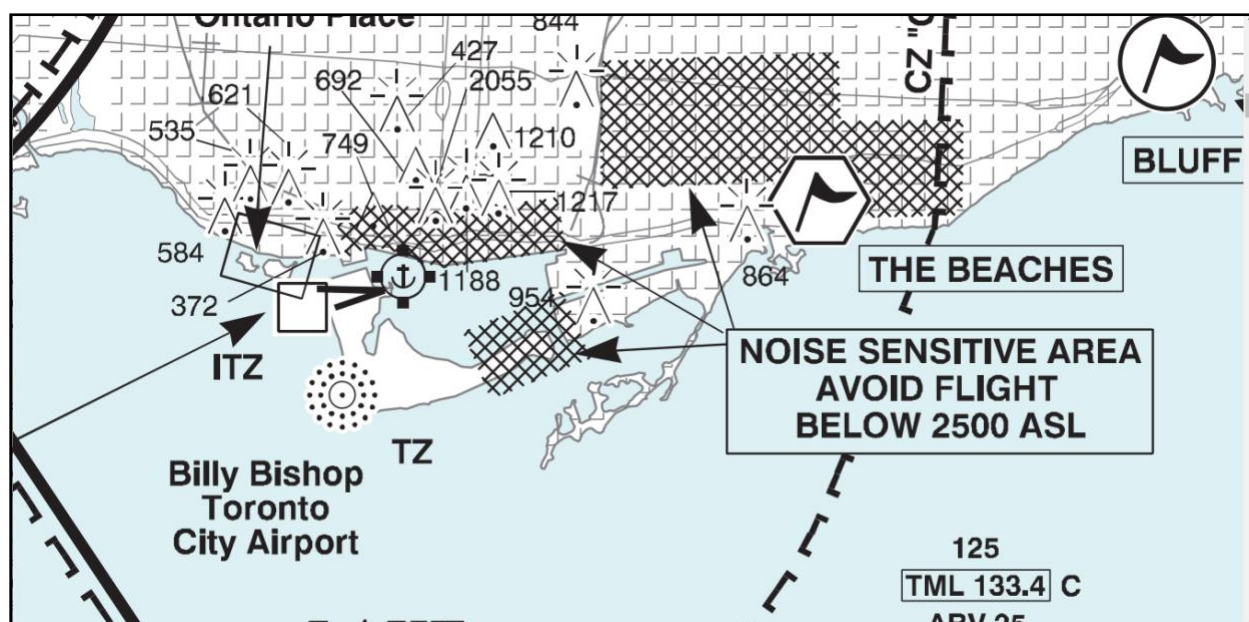 Ontario Place
844
427
692
2055
621
CZ "C
535
749
1210
BLUFF
1217
584
THE BEACHES
1188
954
864
372
ITZ
NOISE SENSITIVE AREA
AVOID FLIGHT
BELOW 2500 ASL
TZ
Billy Bishop
Toronto
City Airport
125
TML 133.4 C